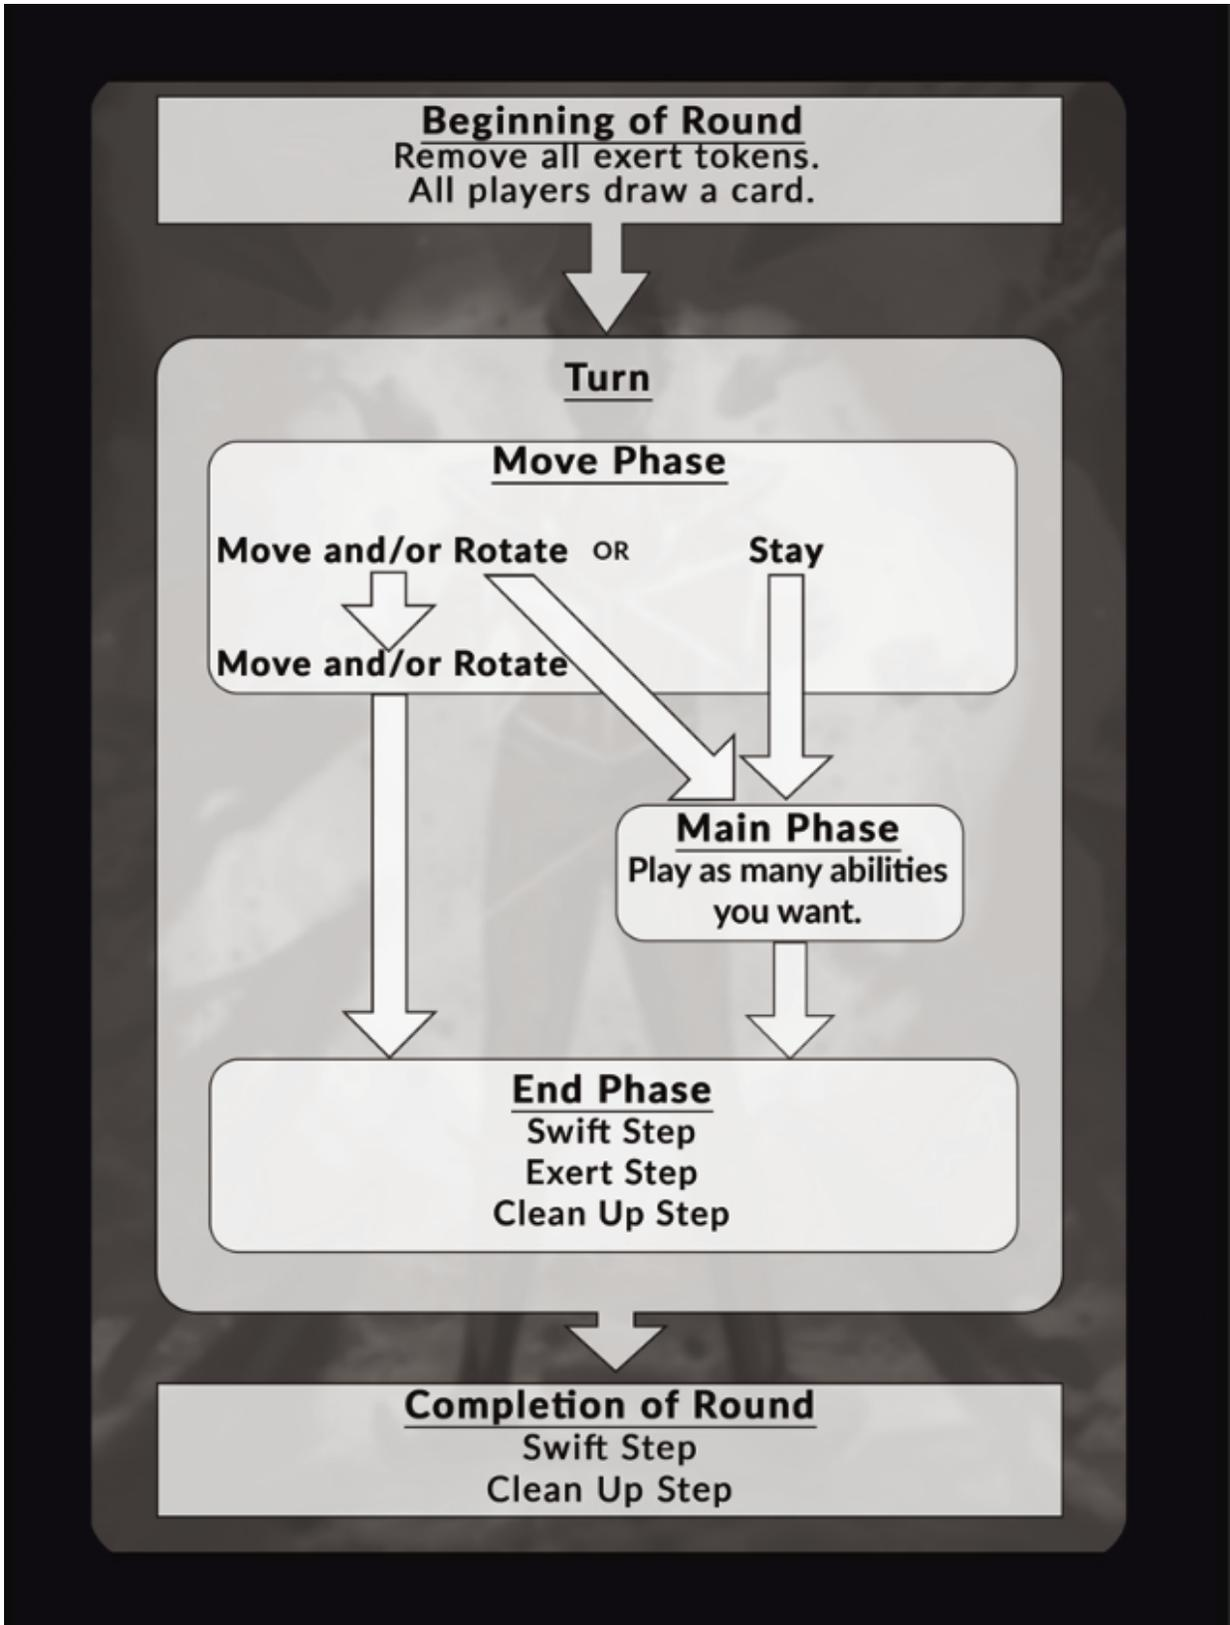 Beginning of Round
Remove all exert tokens.
All players draw a card.
Turn
Move Phase
Move and/or Rotate OR Stay
Move and/or Rotate
Main Phase
Play as many abilities
you want.
End Phase
Swift Step
Exert Step
Clean Up Step
Completion of Round
Swift Step
Clean Up Step